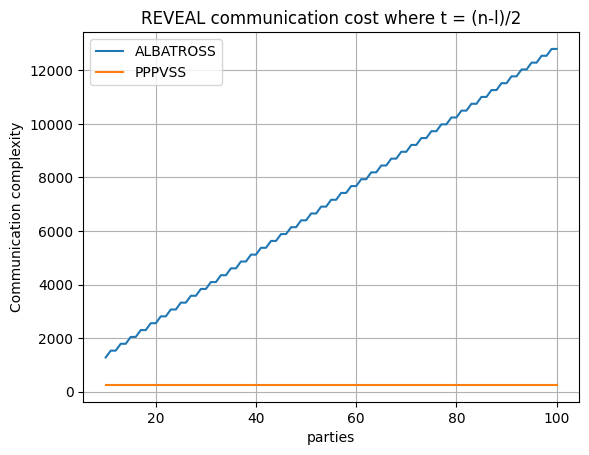 REVEAL communication cost where t = (n-l)/2
ALBATROSS
PPPVSS
Communication complexity
12000
10000
8000
6000
4000
2000
0
20
40
60
80
100
parties